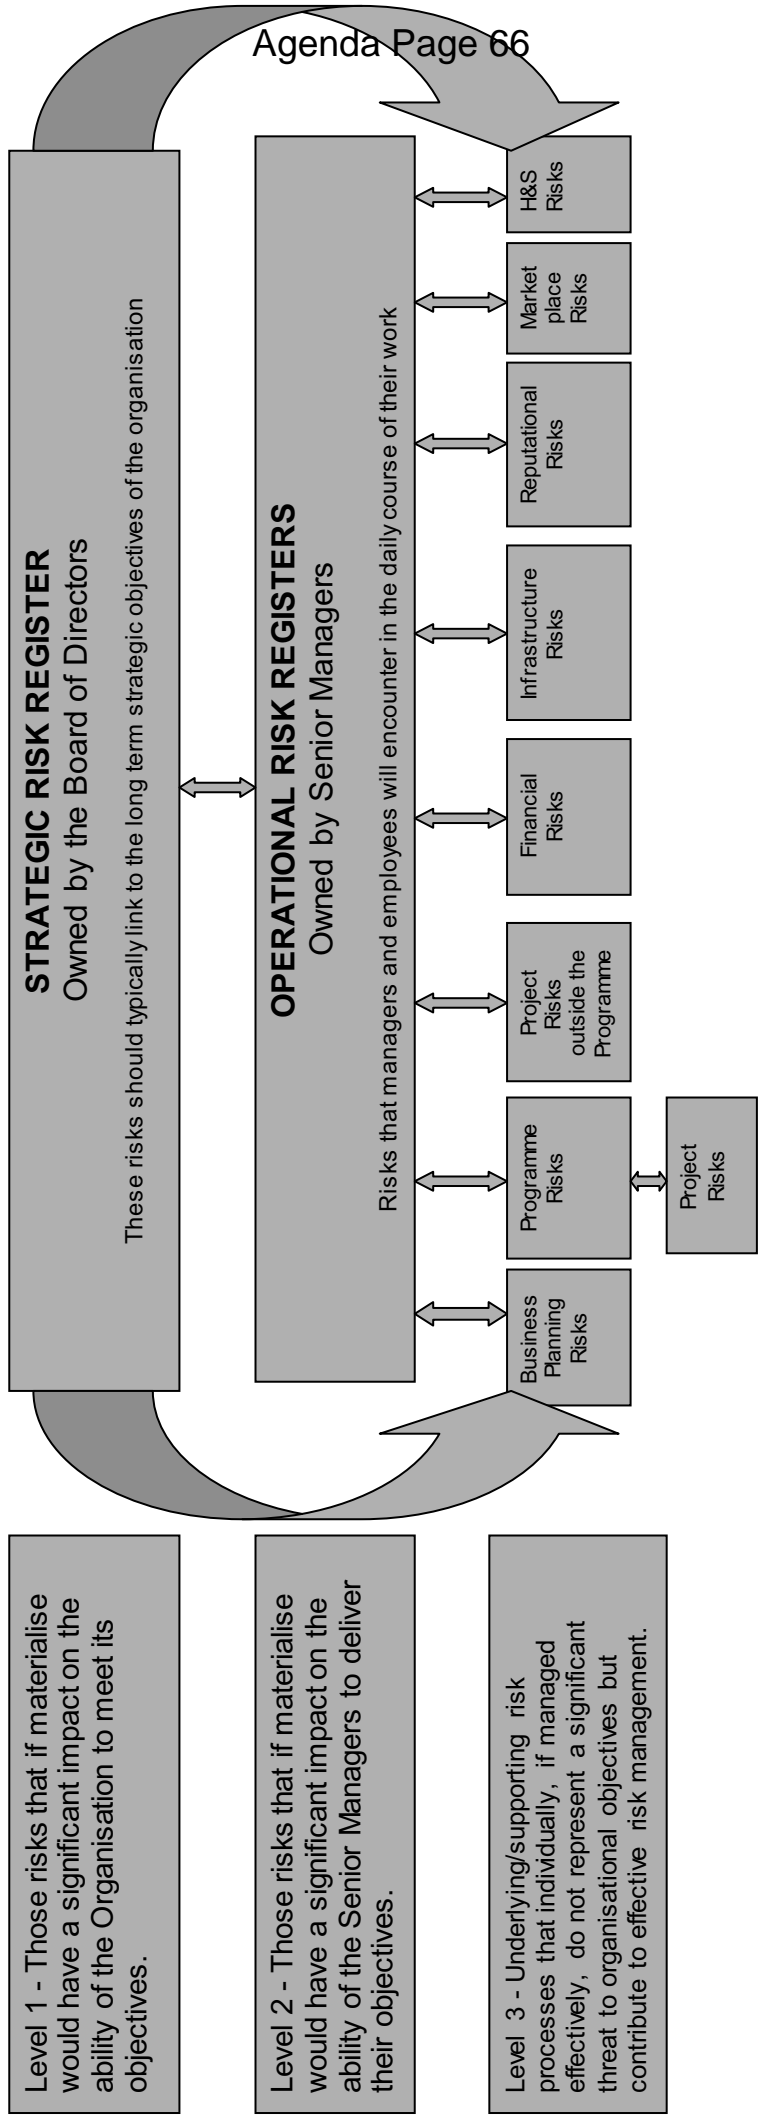 Agenda Page 66
Level 1 - Those risks that if materialise
would have a significant impact on the
ability of the Organisation to meet its
objectives.
STRATEGIC RISK REGISTER
Owned by the Board of Directors
These risks should typically link to the long term strategic objectives of the organisation
Level 2 - Those risks that if materialise
would have a significant impact on the
ability of the Senior Managers to deliver
their objectives.
OPERATIONAL RISK REGISTERS
Owned by Senior Managers
Risks that managers and employees will encounter in the daily course of their work
Level 3 - Underlying/supporting risk
processes that individually, if managed
effectively, do not represent a significant
threat to organisational objectives but
contribute to effective risk management.
Business
Planning
Risks
Programme
Risks
Project
Risks
outside the
Programme
Financial
Risks
Infrastructure
Risks
Reputational
Risks
Market
place
Risks
H&S
Risks
Project
Risks